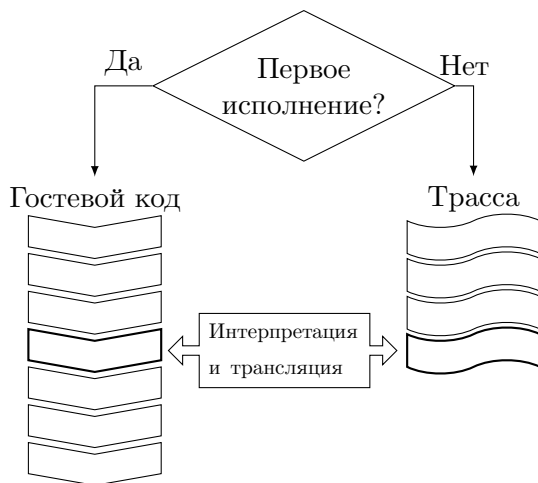 Первое
исполнение?
Да
Нет
Гостевой код
Трасса
Интерпретация
и трансляция